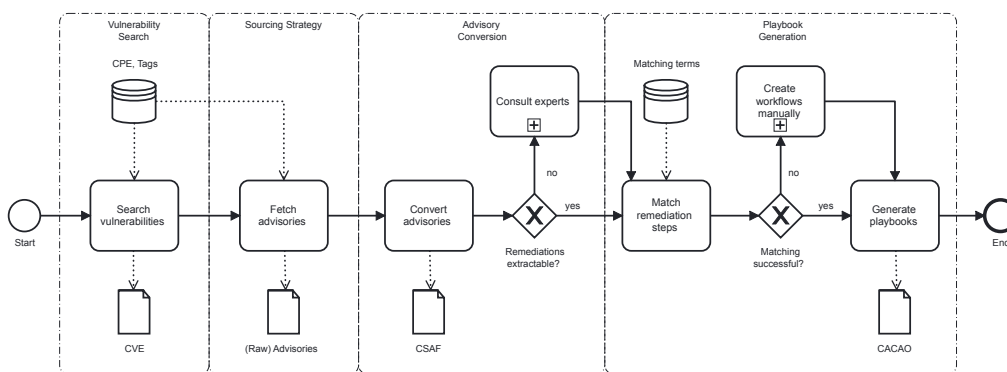 Vulnerability
Search
Sourcing Strategy
Advisory
Conversion
Playbook
Generation
CPE, Tags
Matching terms
Consult experts
Create
workflows
manually
no
no
Start
Search
vulnerabilities
Fetch
advisories
Convert
advisories
yes
Match
remediation
steps
yes
Generate
playbooks
End
Remediations
extractable?
Matching
successful?
CVE
(Raw) Advisories
CSAF
CACAO